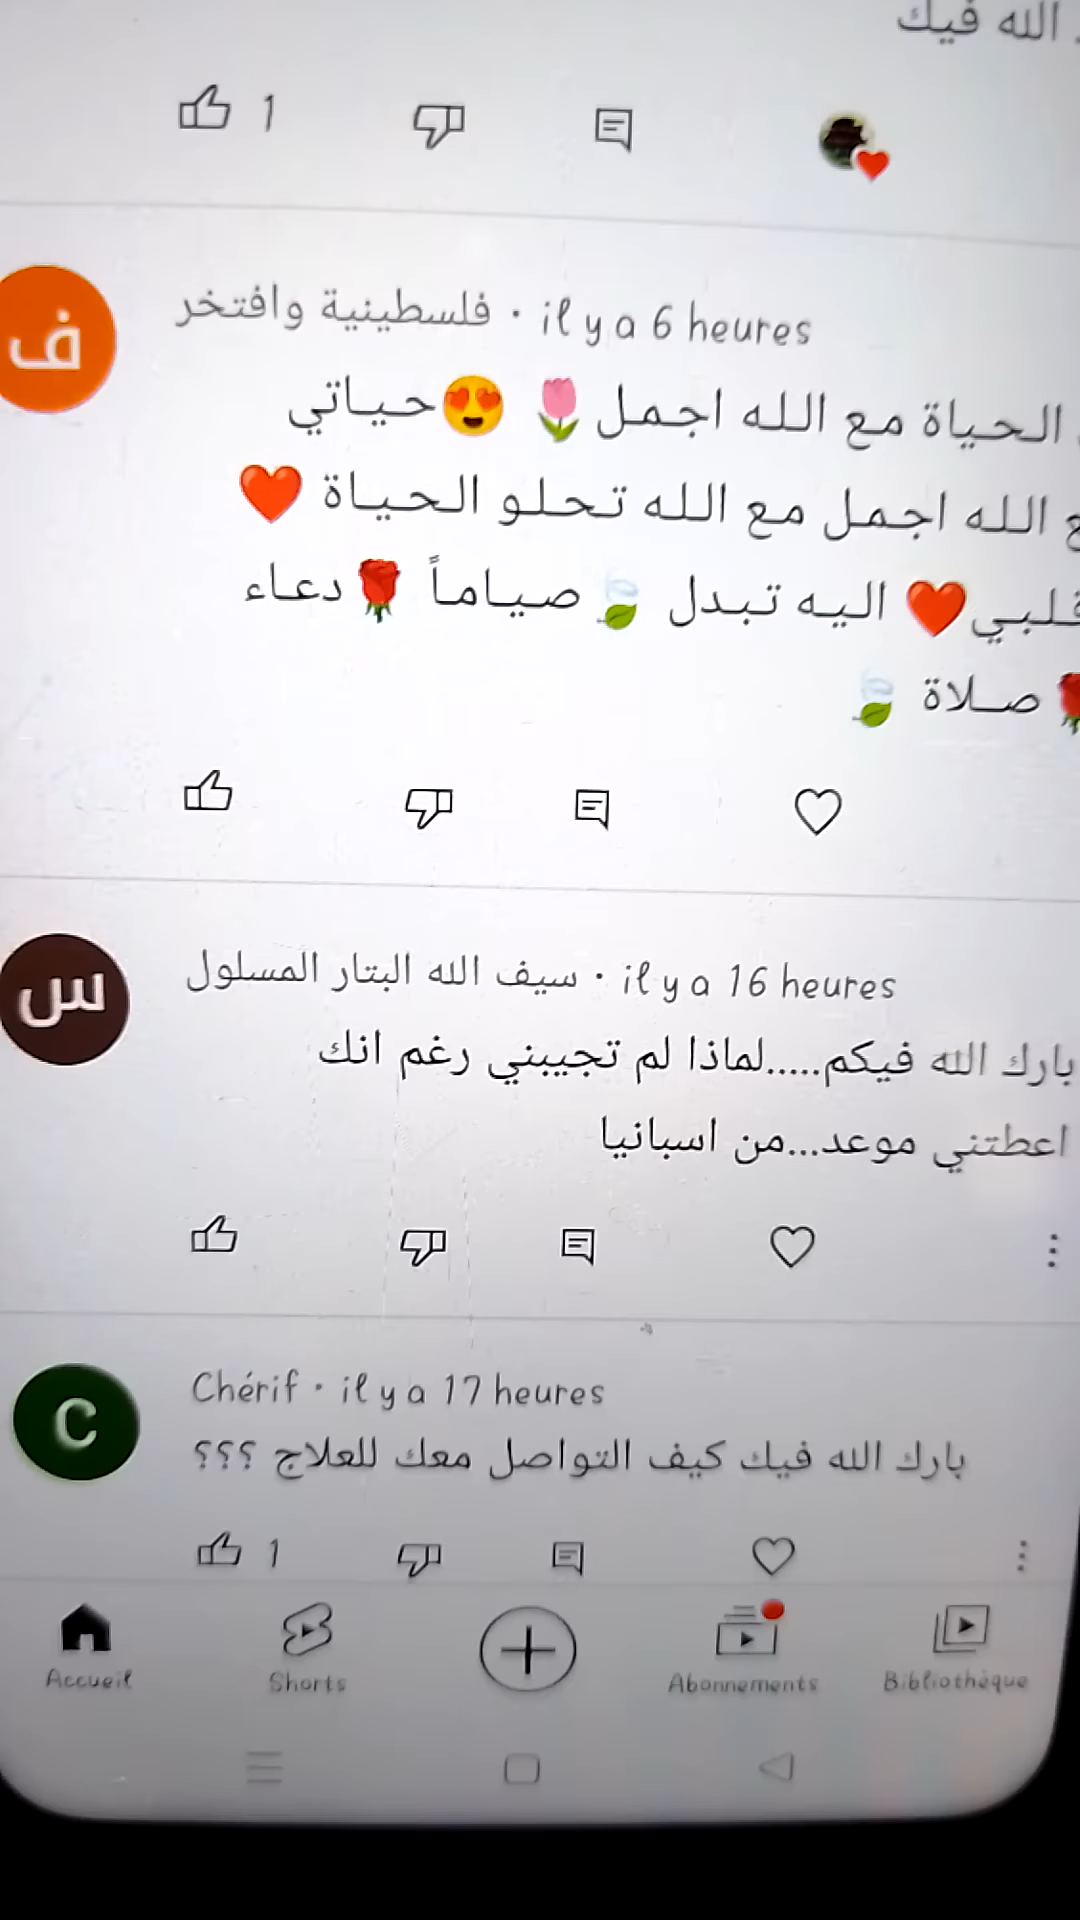 الله فيك
1
ف
فلسطينية وافتخر · il y a 6 heures
الحياة مع الله اجمل🌷 😍حياتي
الله اجمل مع الله تحلو الحياة ❤️
❤️ اليه تبدل 🍃صياماً 🌹دعاء
🌹صلاة 🍃
س
سيف الله البتار المسلول · il y a 16 heures
بارك الله فيكم.....لماذا لم تجيبني رغم انك
اعطتني موعد...من اسبانيا
C
Chérif · il y a 17 heures
بارك الله فيك كيف التواصل معك للعلاج ؟؟؟
1
Accueil
Shorts
Abonnements
Bibliothèque